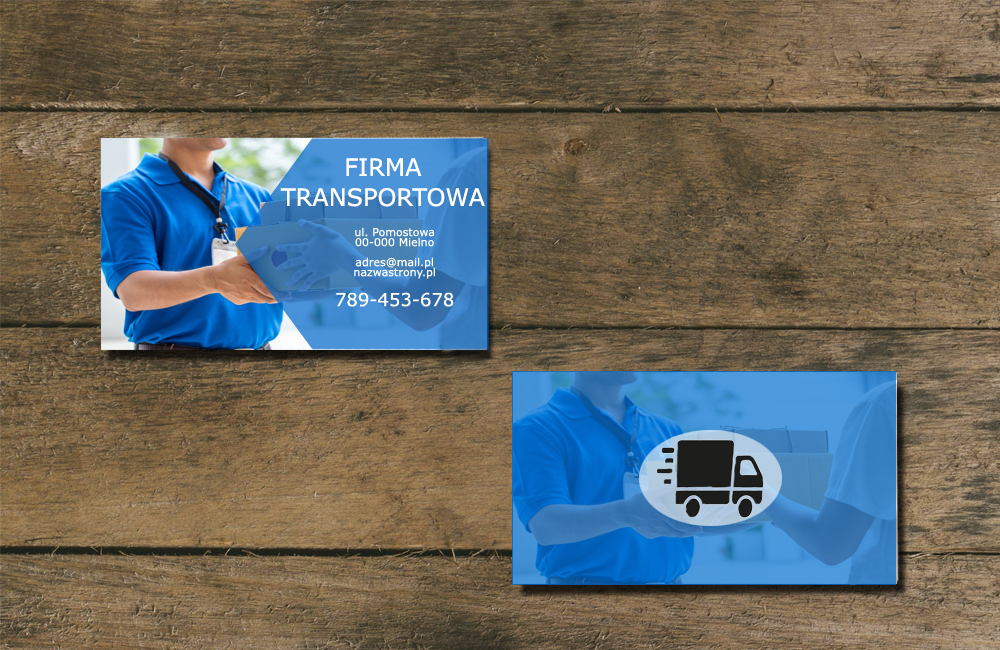 FIRMA
TRANSPORTOWA
ul. Pomostowa
00-000 Mielno
adres@mail.pl
nazwastrony.pl
789-453-678